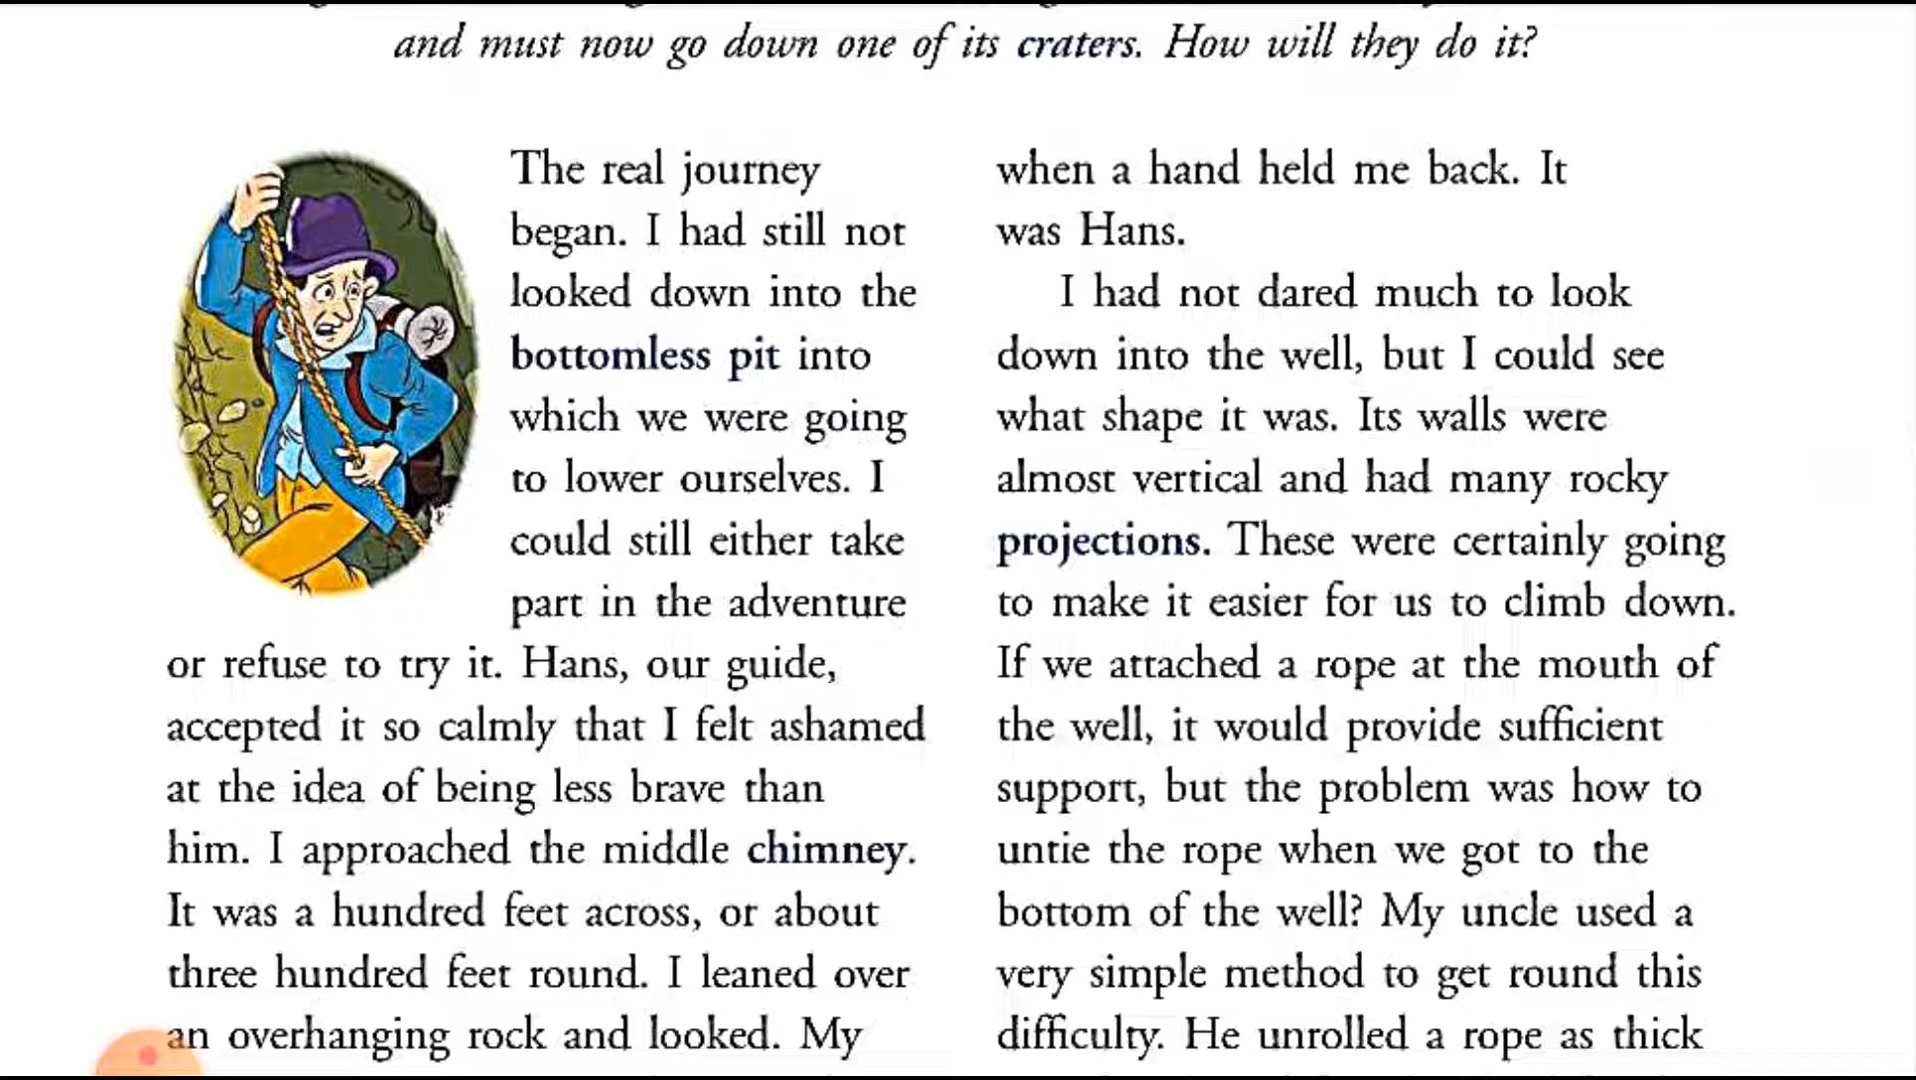 and must now go down one of its craters. How will they do it?
The real journey
began. I had still not
looked down into the
bottomless pit into
which we were going
to lower ourselves. I
could still either take
part in the adventure
or refuse to try it. Hans, our guide,
accepted it so calmly that I felt ashamed
at the idea of being less brave than
him. I approached the middle chimney.
It was a hundred feet across, or about
three hundred feet round. I leaned over
an overhanging rock and looked. My
when a hand held me back. It
was Hans.
I had not dared much to look
down into the well, but I could see
what shape it was. Its walls were
almost vertical and had many rocky
projections. These were certainly going
to make it easier for us to climb down.
If we attached a rope at the mouth of
the well, it would provide sufficient
support, but the problem was how to
untie the rope when we got to the
bottom of the well? My uncle used a
very simple method to get round this
difficulty. He unrolled a rope as thick